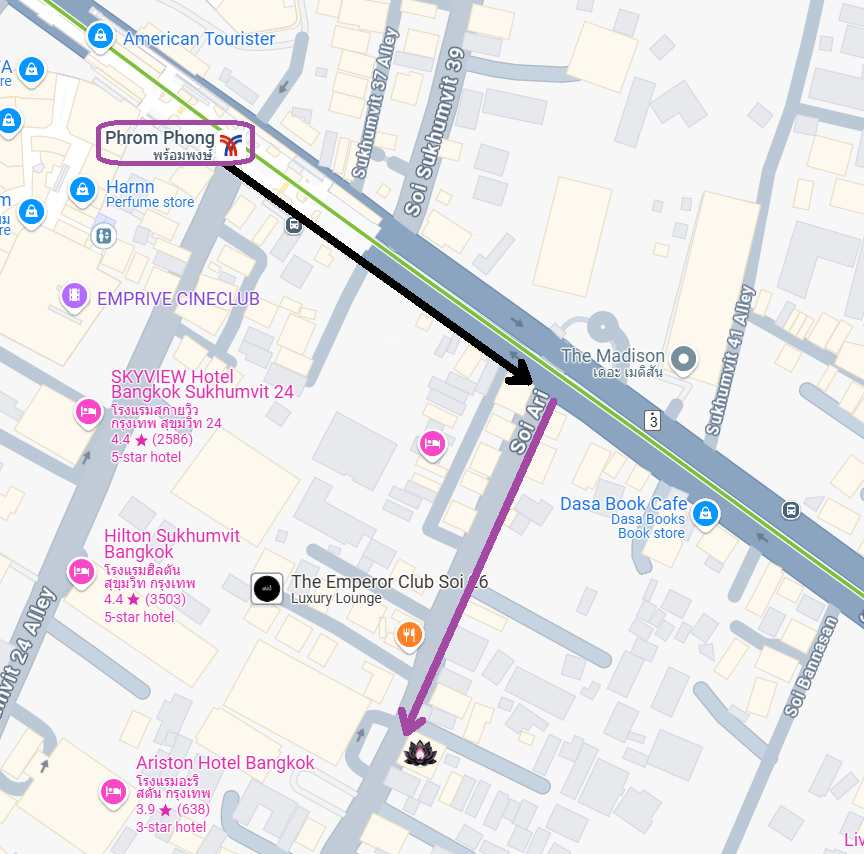 American Tourister
Sukhumvit 37 Alley
Soi Sukhumvit 39
Phrom Phong
พร้อมพงษ์
Harnn
Perfume store
EMPRIVE CINECLUB
The Madison
เดอะ เมดิสัน
Sukhumvit 41 Alley
SKYVIEW Hotel
Bangkok Sukhumvit 24
โรงแรมสกายวิว
กรุงเทพ สุขุมวิท 24
4.4 ★ (2586)
5-star hotel
Soi Ari
3
Dasa Book Cafe
Dasa Books
Book store
Hilton Sukhumvit
Bangkok
โรงแรมฮิลตัน
สุขุมวิท กรุงเทพ
4.4 ★ (3503)
5-star hotel
The Emperor Club Soi 26
Luxury Lounge
24 Alley
Soi Bannasan
Ariston Hotel Bangkok
โรงแรมอะริ
สตัน กรุงเทพ
3.9 ★ (638)
3-star hotel